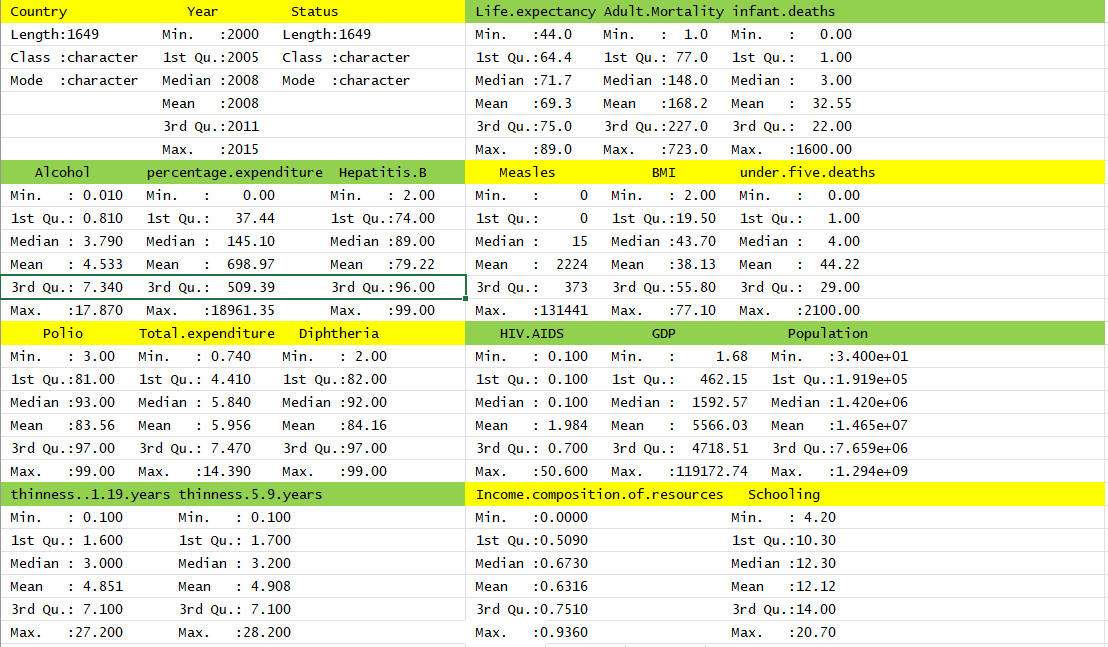 Country Year Status Life.expectancy Adult.Mortality infant.deaths
Length:1649 Min. :2000 Length:1649 Min. :44.0 Min. : 1.0 Min. : 0.00
Class :character 1st Qu.:2005 Class :character 1st Qu.:64.4 1st Qu.: 77.0 1st Qu.: 1.00
Mode :character Median :2008 Mode :character Median :71.7 Median :148.0 Median : 3.00
Mean :2008 Mean :69.3 Mean :168.2 Mean : 32.55
3rd Qu.:2011 3rd Qu.:75.0 3rd Qu.:227.0 3rd Qu.: 22.00
Max. :2015 Max. :89.0 Max. :723.0 Max. :1600.00
Alcohol percentage.expenditure Hepatitis.B Measles BMI under.five.deaths
Min. : 0.010 Min. : 0.00 Min. : 2.00 Min. : 0 Min. : 2.00 Min. : 0.00
1st Qu.: 0.810 1st Qu.: 37.44 1st Qu.:74.00 1st Qu.: 0 1st Qu.:19.50 1st Qu.: 1.00
Median : 3.790 Median : 145.10 Median :89.00 Median : 15 Median :43.70 Median : 4.00
Mean : 4.533 Mean : 698.97 Mean :79.22 Mean : 2224 Mean :38.13 Mean : 44.22
3rd Qu.: 7.340 3rd Qu.: 509.39 3rd Qu.:96.00 3rd Qu.: 373 3rd Qu.:55.80 3rd Qu.: 29.00
Max. :17.870 Max. :18961.35 Max. :99.00 Max. :131441 Max. :77.10 Max. :2100.00
Polio Total.expenditure Diphtheria HIV.AIDS GDP Population
Min. : 3.00 Min. : 0.740 Min. : 2.00 Min. : 0.100 Min. : 1.68 Min. :3.400e+01
1st Qu.:81.00 1st Qu.: 4.410 1st Qu.:82.00 1st Qu.: 0.100 1st Qu.: 462.15 1st Qu.:1.919e+05
Median :93.00 Median : 5.840 Median :92.00 Median : 0.100 Median : 1592.57 Median :1.420e+06
Mean :83.56 Mean : 5.956 Mean :84.16 Mean : 1.984 Mean : 5566.03 Mean :1.465e+07
3rd Qu.:97.00 3rd Qu.: 7.470 3rd Qu.:97.00 3rd Qu.: 0.700 3rd Qu.: 4718.51 3rd Qu.:7.659e+06
Max. :99.00 Max. :14.390 Max. :99.00 Max. :50.600 Max. :119172.74 Max. :1.294e+09
thinness..1.19.years thinness.5.9.years Income.composition.of.resources Schooling
Min. : 0.100 Min. : 0.100 Min. :0.0000 Min. : 4.20
1st Qu.: 1.600 1st Qu.: 1.700 1st Qu.:0.5090 1st Qu.:10.30
Median : 3.000 Median : 3.200 Median :0.6730 Median :12.30
Mean : 4.851 Mean : 4.908 Mean :0.6316 Mean :12.12
3rd Qu.: 7.100 3rd Qu.: 7.100 3rd Qu.:0.7510 3rd Qu.:14.00
Max. :27.200 Max. :28.200 Max. :0.9360 Max. :20.70